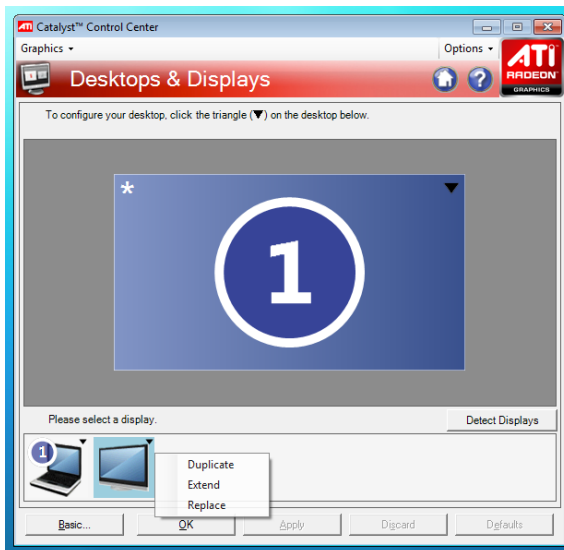 ATI Catalyst™ Control Center
Graphics
Options
ATI
RADEON
GRAPHICS
Desktops & Displays
To configure your desktop, click the triangle (▼) on the desktop below.
*
1
Please select a display.
Detect Displays
1
Duplicate
Extend
Replace
Basic...
OK
Apply
Discard
Defaults